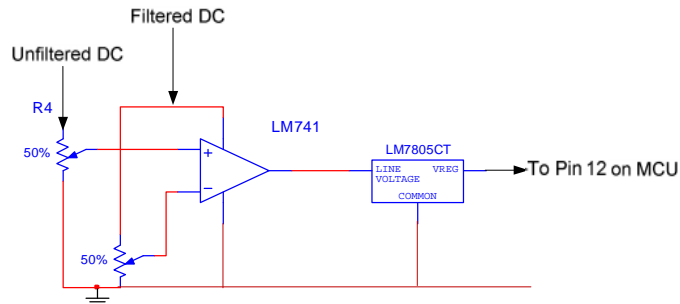 Filtered DC
Unfiltered DC
R4
50%
+
−
LM741
LM7805CT
LINE VREG
VOLTAGE
COMMON
To Pin 12 on MCU
50%